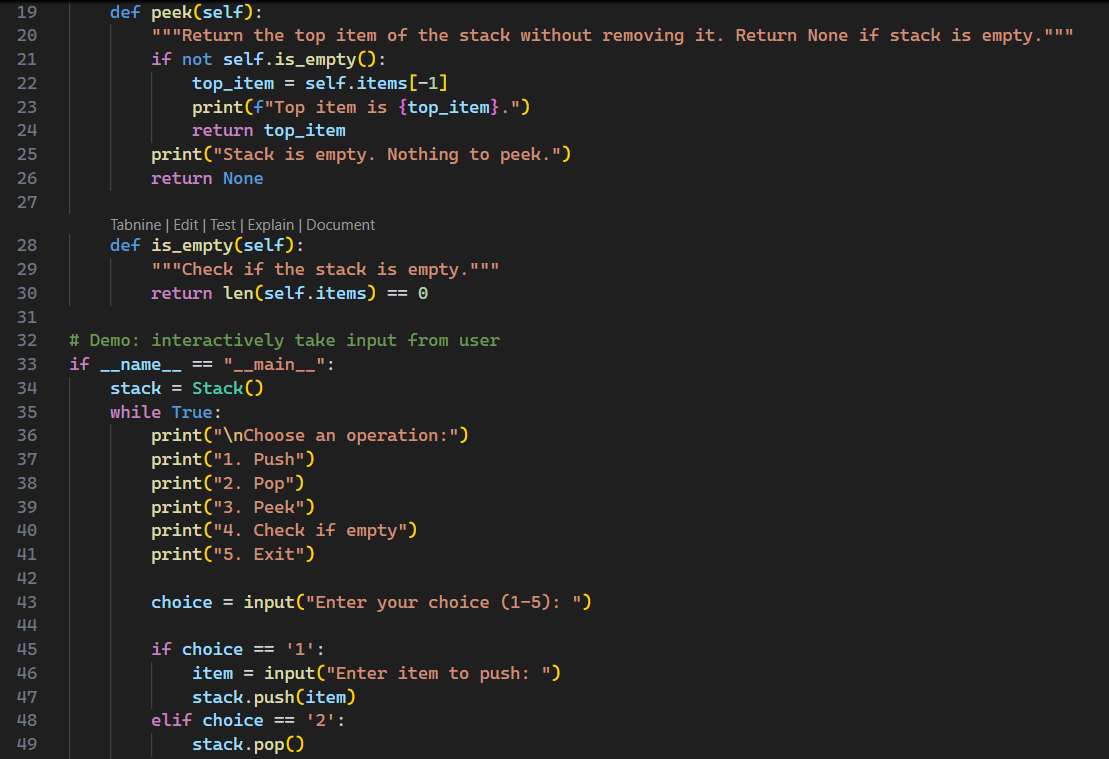 19 def peek(self):
20 """Return the top item of the stack without removing it. Return None if stack is empty."""
21 if not self.is_empty():
22 top_item = self.items[-1]
23 print(f"Top item is {top_item}.")
24 return top_item
25 print("Stack is empty. Nothing to peek.")
26 return None
27
Tabnine | Edit | Test | Explain | Document
28 def is_empty(self):
29 """Check if the stack is empty."""
30 return len(self.items) == 0
31
32 # Demo: interactively take input from user
33 if __name__ == "__main__":
34 stack = Stack()
35 while True:
36 print("\nChoose an operation:")
37 print("1. Push")
38 print("2. Pop")
39 print("3. Peek")
40 print("4. Check if empty")
41 print("5. Exit")
42
43 choice = input("Enter your choice (1-5): ")
44
45 if choice == '1':
46 item = input("Enter item to push: ")
47 stack.push(item)
48 elif choice == '2':
49 stack.pop()